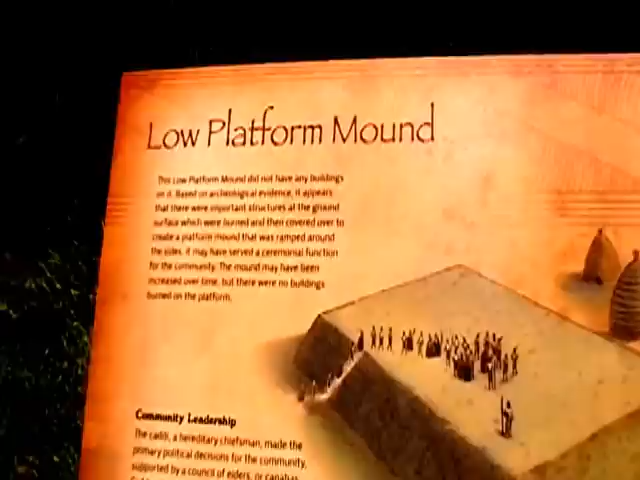 Low Platform Mound
This Low Platform Mound did not have any buildings
on it. Based on archeological evidence, it appears
that there were important structures at the ground
surface which were burned and then covered over to
create a platform mound that was ramped around
the sides. It may have served a ceremonial function
for the community. The mound may have been
increased over time, but there were no buildings
burned on the platform.
Community Leadership
The caddi, a hereditary chiefsman, made the
primary political decisions for the community,
supported by a council of elders, or canahas